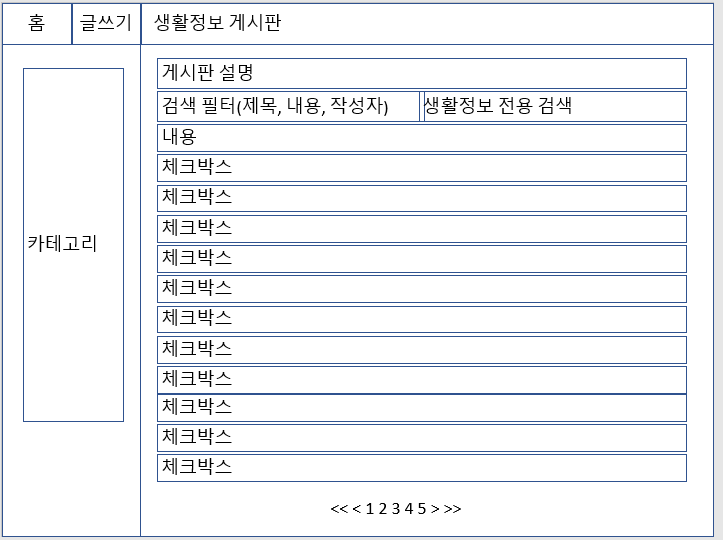 홈 글쓰기 생활정보 게시판
게시판 설명
검색 필터(제목, 내용, 작성자) 생활정보 전용 검색
내용
체크박스
체크박스
체크박스
카테고리
체크박스
체크박스
체크박스
체크박스
체크박스
체크박스
체크박스
체크박스
<< < 1 2 3 4 5 > >>